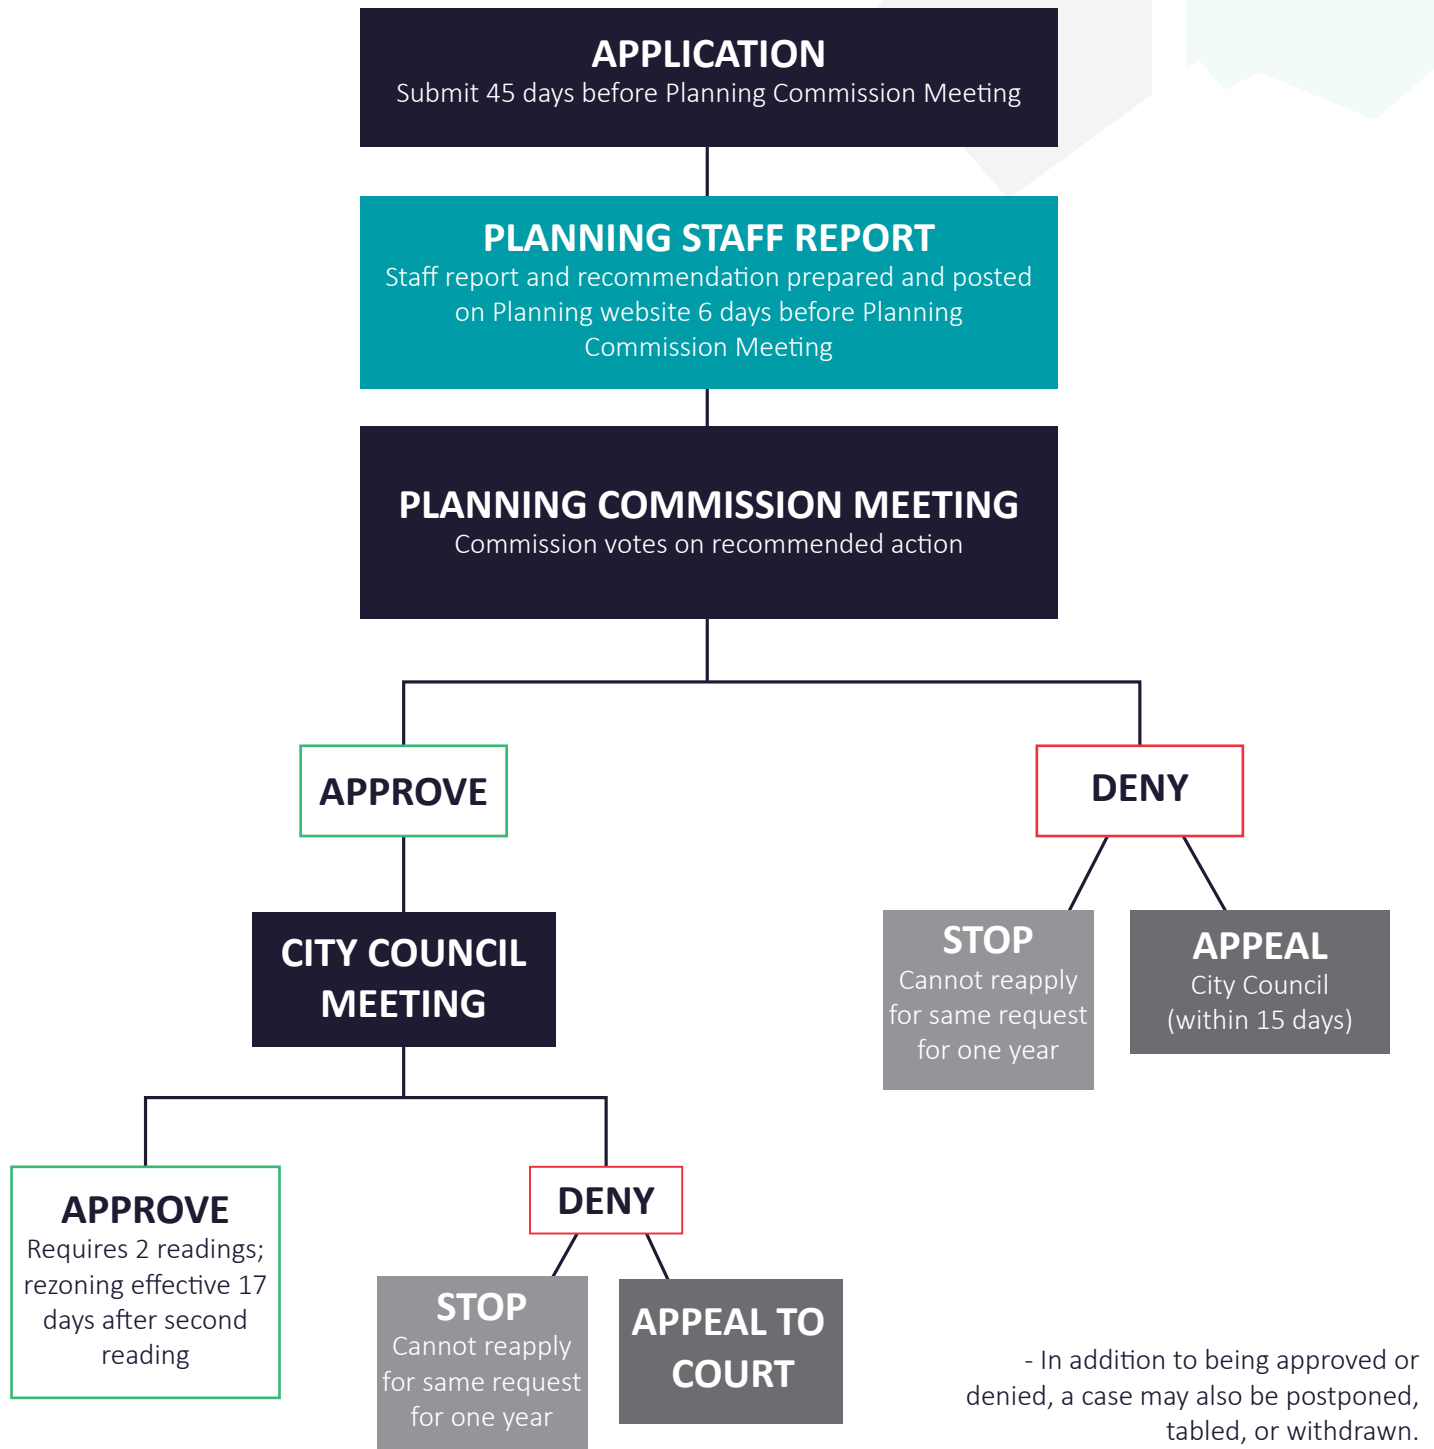 APPLICATION
Submit 45 days before Planning Commission Meeting
PLANNING STAFF REPORT
Staff report and recommendation prepared and posted
on Planning website 6 days before Planning
Commission Meeting
PLANNING COMMISSION MEETING
Commission votes on recommended action
APPROVE
DENY
CITY COUNCIL
MEETING
STOP
Cannot reapply
for same request
for one year
APPEAL
City Council
(within 15 days)
APPROVE
Requires 2 readings;
rezoning effective 17
days after second
reading
DENY
STOP
Cannot reapply
for same request
for one year
APPEAL TO
COURT
- In addition to being approved or
denied, a case may also be postponed,
tabled, or withdrawn.